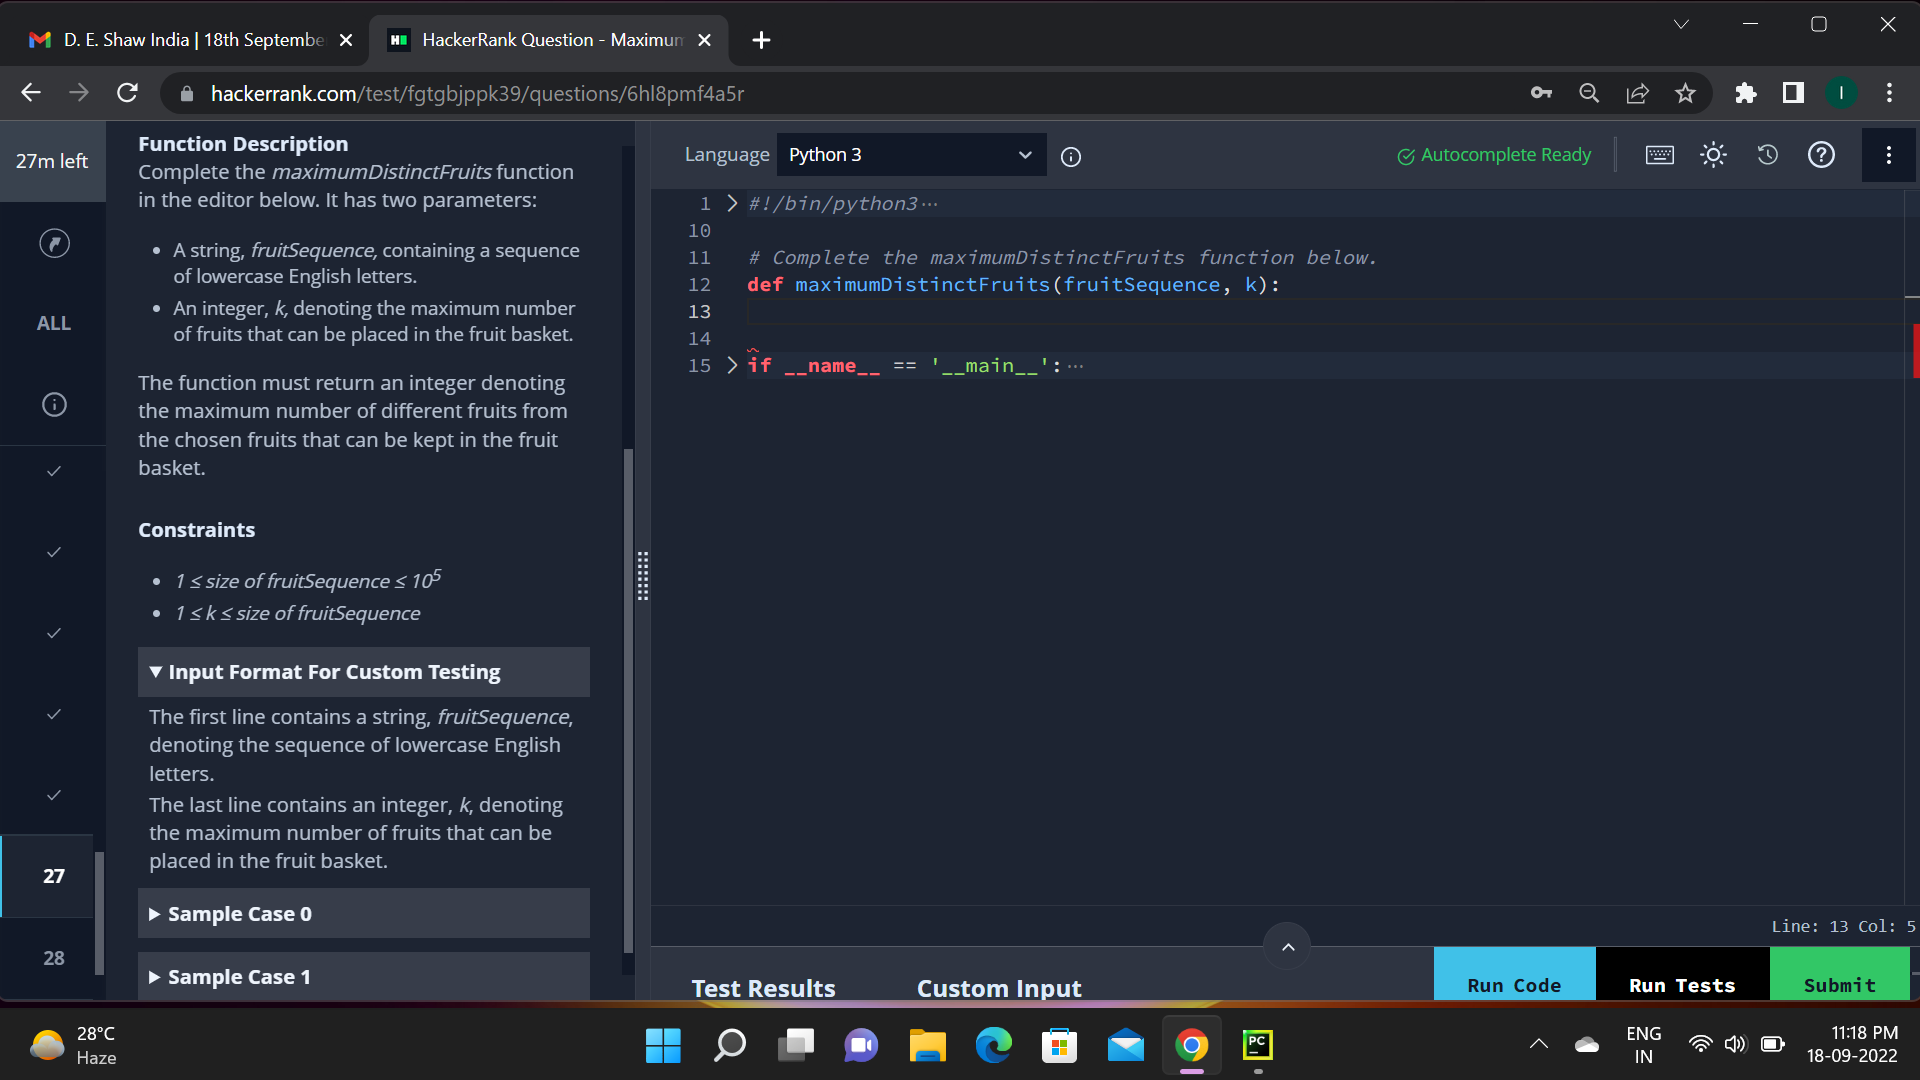 D. E. Shaw India | 18th Septembe
HackerRank Question - Maximum
hackerrank.com/test/fgtgbjppk39/questions/6hl8pmf4a5r
I
27m left
ALL
27
28
Function Description
Complete the maximumDistinctFruits function
in the editor below. It has two parameters:
• A string, fruitSequence, containing a sequence
of lowercase English letters.
• An integer, k, denoting the maximum number
of fruits that can be placed in the fruit basket.
The function must return an integer denoting
the maximum number of different fruits from
the chosen fruits that can be kept in the fruit
basket.
Constraints
• 1 ≤ size of fruitSequence ≤ 10⁵
• 1 ≤ k ≤ size of fruitSequence
Input Format For Custom Testing
The first line contains a string, fruitSequence,
denoting the sequence of lowercase English
letters.
The last line contains an integer, k, denoting
the maximum number of fruits that can be
placed in the fruit basket.
Sample Case 0
Sample Case 1
Language Python 3
Autocomplete Ready
1 #!/bin/python3···
10
11 # Complete the maximumDistinctFruits function below.
12 def maximumDistinctFruits(fruitSequence, k):
13
14
15 if __name__ == '__main__':···
Line: 13 Col: 5
Test Results Custom Input
Run Code Run Tests Submit
28°C
Haze
PC
ENG
IN
11:18 PM
18-09-2022